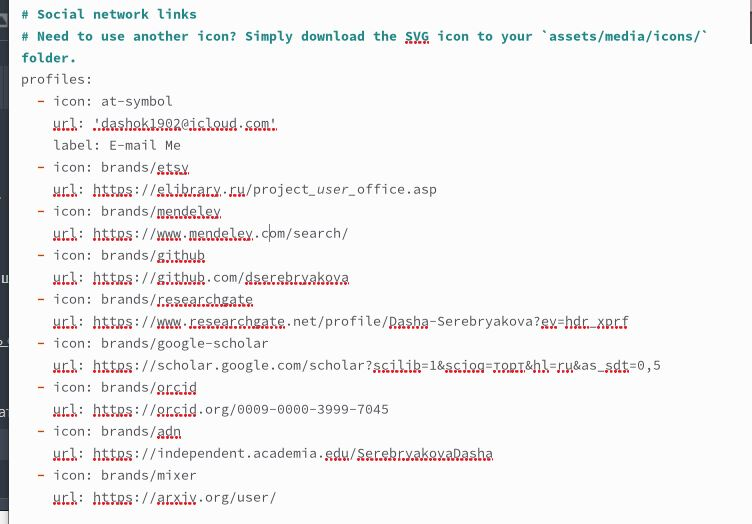 # Social network links
# Need to use another icon? Simply download the SVG icon to your `assets/media/icons/`
folder.
profiles:
- icon: at-symbol
url: 'dashok1902@icloud.com'
label: E-mail Me
- icon: brands/etsy
url: https://elibrary.ru/project_user_office.asp
- icon: brands/mendeley
url: https://www.mendeley.com/search/
- icon: brands/github
url: https://github.com/dserebryakova
- icon: brands/researchgate
url: https://www.researchgate.net/profile/Dasha-Serebryakova?ev=hdr_xprf
- icon: brands/google-scholar
url: https://scholar.google.com/scholar?scilib=1&scioq=торт&hl=ru&as_sdt=0,5
- icon: brands/orcid
url: https://orcid.org/0009-0000-3999-7045
- icon: brands/adn
url: https://independent.academia.edu/SerebryakovaDasha
- icon: brands/mixer
url: https://arxiv.org/user/